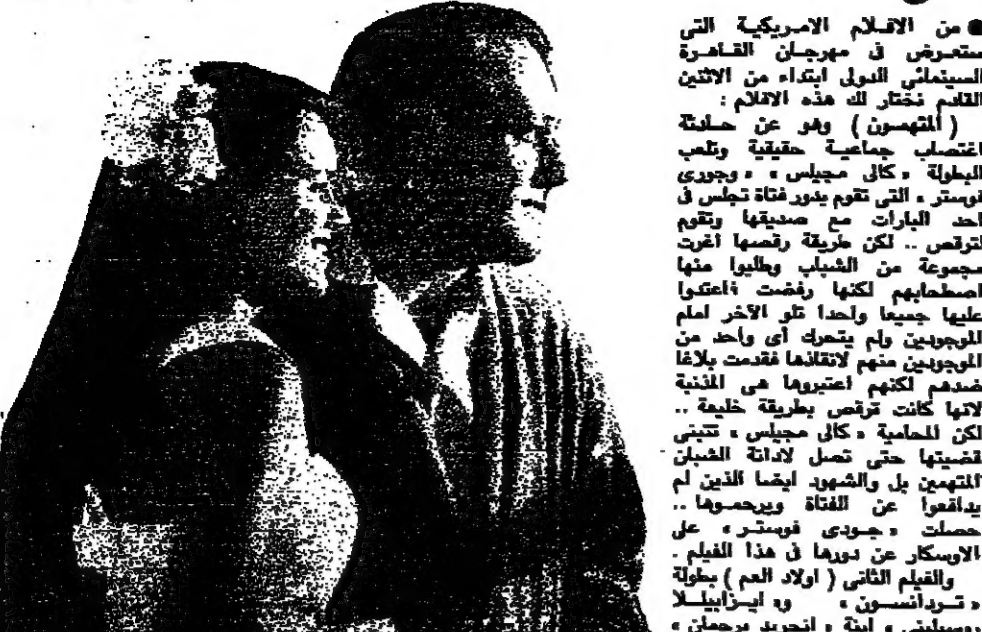 ● من الافلام الامريكية التى
ستعرض فى مهرجان القاهرة
السينمائى الدولى ابتداء من الاثنين
القادم نختار لك هذه الافلام :
( المتهمون ) وهو عن حادثة
اغتصاب جماعية حقيقية وتلعب
البطولة « كالى مجيلس » « وجورى
فوستر » التى تقوم بدور فتاة تجلس فى
احد البارات مع صديقها وتقوم
لترقص .. لكن طريقة رقصها أغرت
مجموعة من الشباب وطلبوا منها
اصطحابهم لكنها رفضت فاعتدوا
عليها جميعا واحدا تلو الآخر امام
الموجودين ولم يتحرك أى واحد من
الموجودين منهم لانقاذها فقدمت بلاغا
ضدهم لكنهم اعتبروها هى المذنبة
لانها كانت ترقص بطريقة خليعة ..
لكن المحامية « كالى مجيلس » تتبنى
قضيتها حتى تصل لادانة الشبان
المتهمين بل والشهود ايضا الذين لم
يدافعوا عن الفتاة ويرحموها ..
حصلت « جودى فوستر » على
الاوسكار عن دورها فى هذا الفيلم .
والفيلم الثانى ( اولاد العم ) بطولة
« تردانسون » و« ايزابيللا
روسيلينى » ابنة « انجريد برجمان »